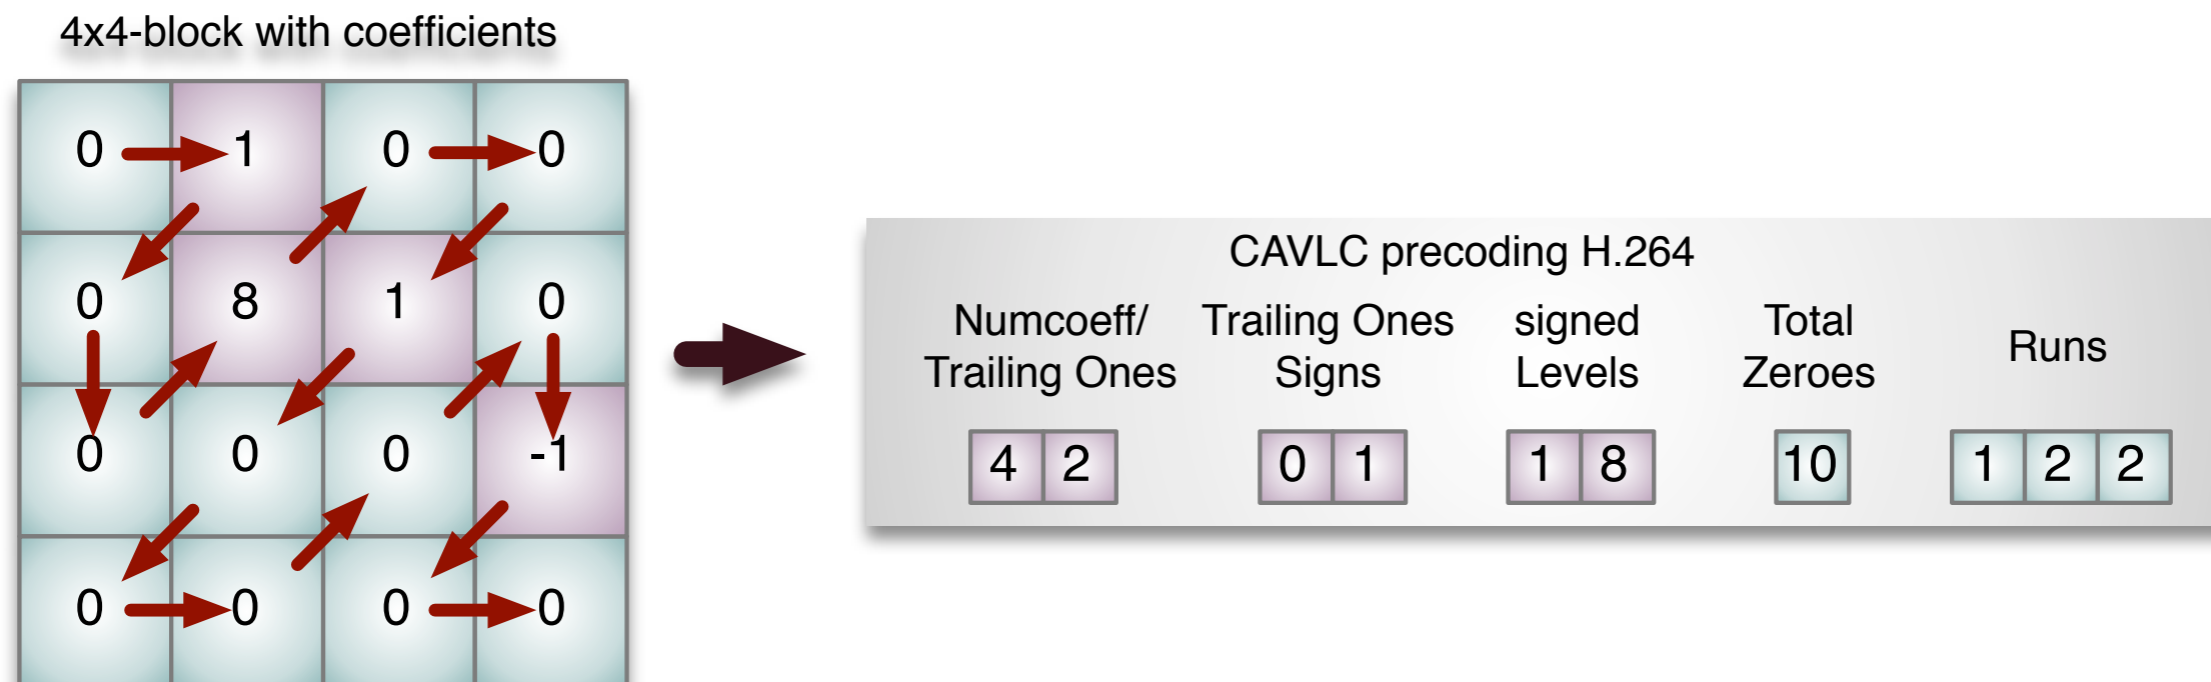 4x4-block with coefficients
0 1 0 0
0 8 1 0
0 0 0 -1
0 0 0 0
CAVLC precoding H.264
Numcoeff/
Trailing Ones
4 2
Trailing Ones
Signs
0 1
signed
Levels
1 8
Total
Zeroes
10
Runs
1 2 2